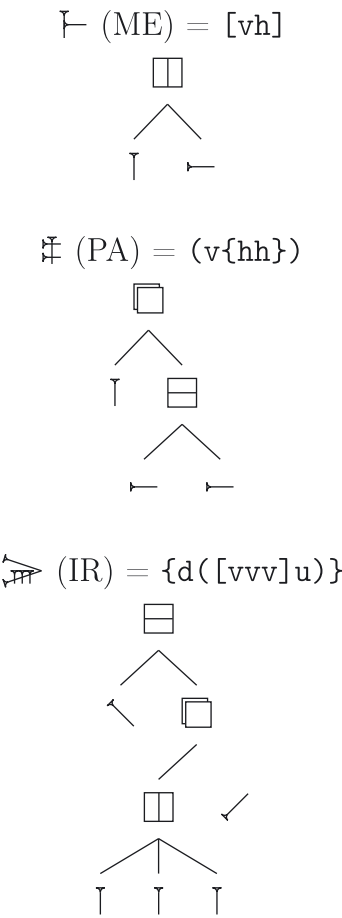 𒈨 (ME) = [vh]
𒉺 (PA) = (v{hh})
(IR) = {d([vvv]u)}